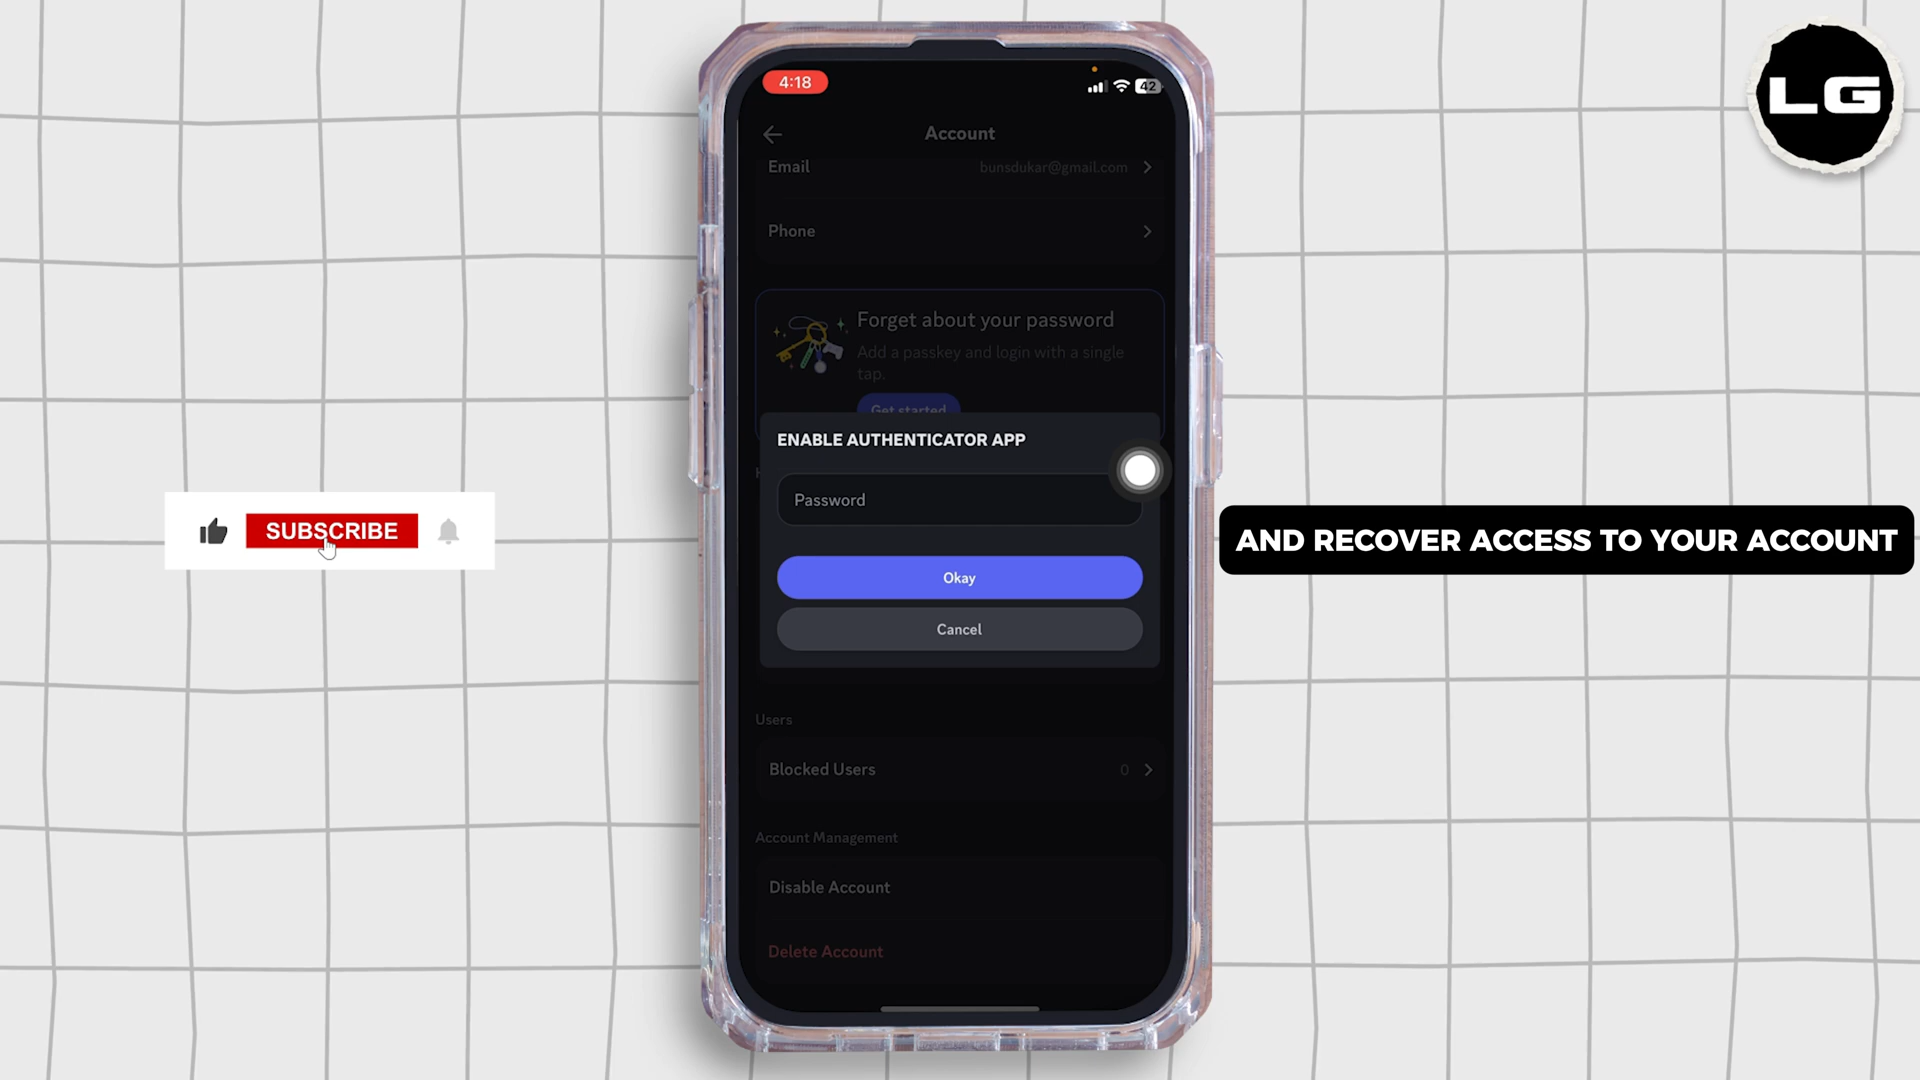 LG
4:18
42
Account
Email
bunsdukar@gmail.com
Phone
Forget about your password
Add a passkey and login with a single
tap.
Get started
ENABLE AUTHENTICATOR APP
Password
Okay
Cancel
SUBSCRIBE
AND RECOVER ACCESS TO YOUR ACCOUNT
Users
Blocked Users
0
Account Management
Disable Account
Delete Account